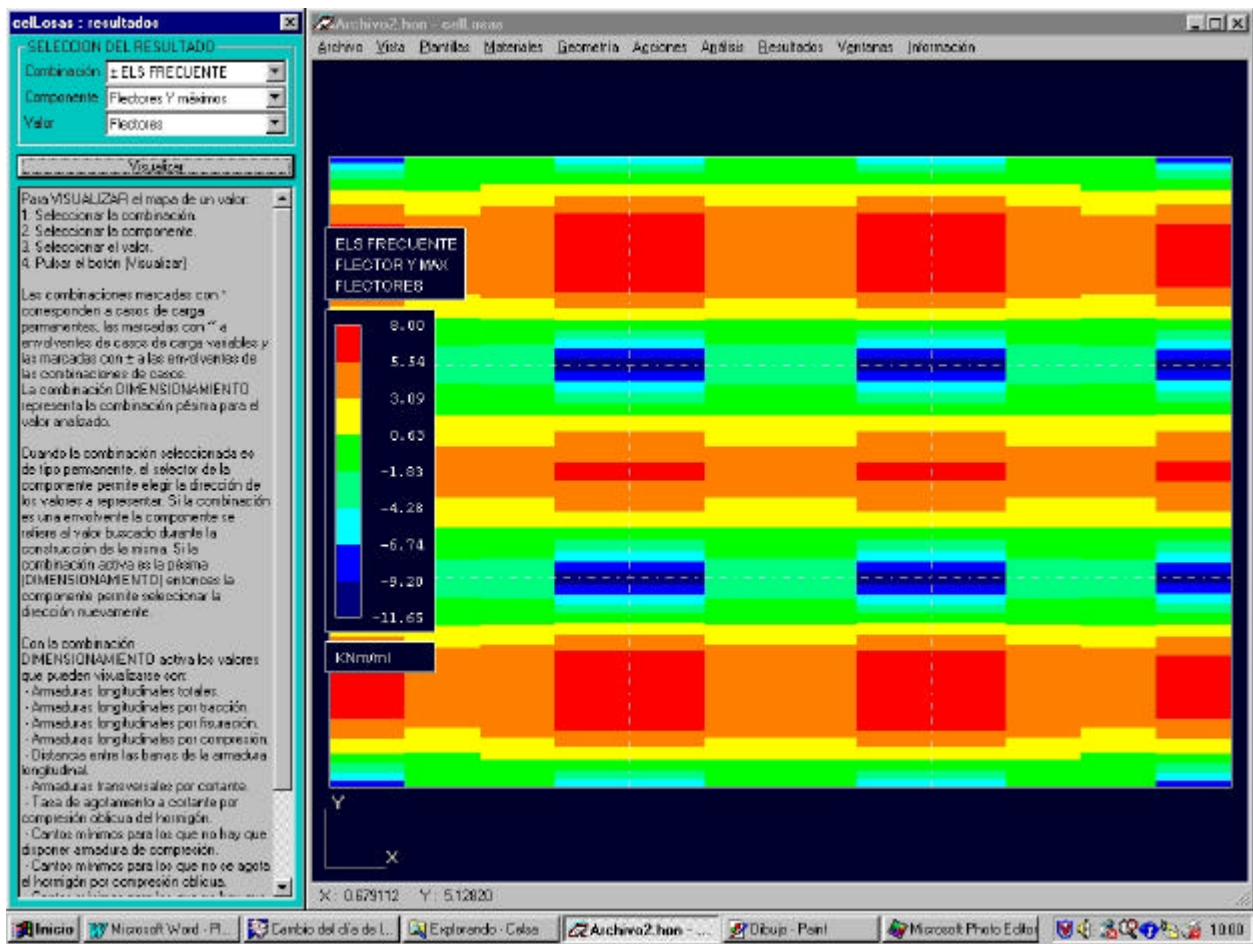 celLosas : resultados
SELECCION DEL RESULTADO
Combinación ± ELS FRECUENTE
Componente Flectores Y máximos
Valor Flectores
Visualizar
Para VISUALIZAR el mapa de un valor:
1. Seleccionar la combinación.
2. Seleccionar la componente.
3. Seleccionar el valor.
4. Pulsar el botón [Visualizar]
Las combinaciones marcadas con *
corresponden a casos de carga
permanentes, las marcadas con ** a
envolventes de casos de carga variables y
las marcadas con ± a las envolventes de
las combinaciones de casos.
La combinación DIMENSIONAMIENTO
representa la combinación pésima para el
valor analizado.
Cuando la combinación seleccionada es
de tipo permanente, el selector de la
componente permite elegir la dirección de
los valores a representar. Si la combinación
es una envolvente la componente se
refiere al valor buscado durante la
construcción de la misma. Si la
combinación activa es la pésima
(DIMENSIONAMIENTO) entonces la
componente permite seleccionar la
dirección nuevamente.
Con la combinación
DIMENSIONAMIENTO activa los valores
que pueden visualizarse son:
- Armaduras longitudinales totales.
- Armaduras longitudinales por tracción.
- Armaduras longitudinales por fisuración.
- Armaduras longitudinales por compresión.
- Distancia entre las barras de la armadura
longitudinal.
- Armaduras transversales por cortante.
- Tasa de agotamiento a cortante por
compresión oblicua del hormigón.
- Cantos mínimos para los que no hay que
disponer armadura de compresión.
- Cantos mínimos para los que no se agota
el hormigón por compresión oblicua.
- Cantos mínimos para los que no hay que
Archivo2.hon - celLosas
Archivo Vista Plantillas Materiales Geometría Acciones Análisis Resultados Ventanas Información
ELS FRECUENTE
FLECTOR Y MAX
FLECTORES
8.00
5.54
3.09
0.63
-1.83
-4.28
-6.74
-9.20
-11.65
KNm/ml
Y
X
X : 0.679112 Y : 5.12820
Inicio Microsoft Word - Pl... Cambio del día de l... Explorando - Celsa Archivo2.hon - ... Dibujo - Paint Microsoft Photo Editor 10:00